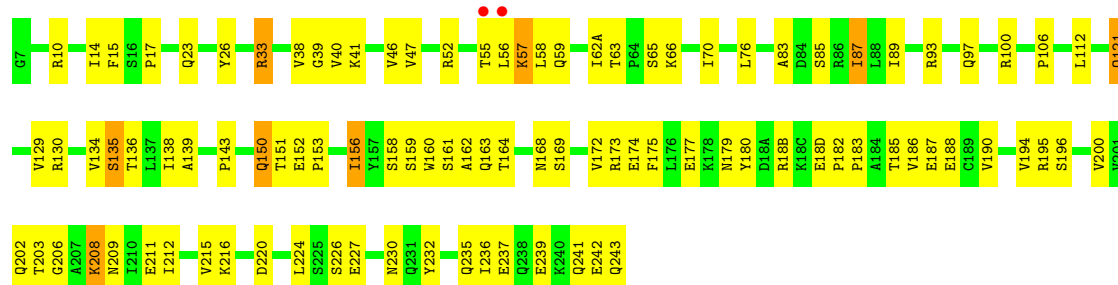 G7 R10 I14 F15 S16 P17 Q23 Y26 R33 V38 G39 V40 K41 V46 V47 R52 T55 L56 K57 L58 Q59 I62A T63 P64 S65 K66 I70 L76 A83 D84 S85 R86 I87 L88 I89 R93 Q97 R100 P106 L112 Q121
V129 R130 V134 S135 T136 L137 I138 A139 P143 Q150 T151 E152 P153 I156 Y157 S158 S159 W160 S161 A162 Q163 T164 N168 S169 V172 R173 E174 F175 L176 E177 K178 N179 Y180 D18A R18B K18C E18D P182 P183 A184 T185 V186 E187 E188 C189 V190 V194 R195 S196 V200 V201
Q202 T203 G206 A207 K208 N209 I210 E211 I212 V215 K216 D220 L224 S225 S226 E227 N230 Q231 Y232 Q235 I236 E237 Q238 E239 K240 Q241 E242 Q243